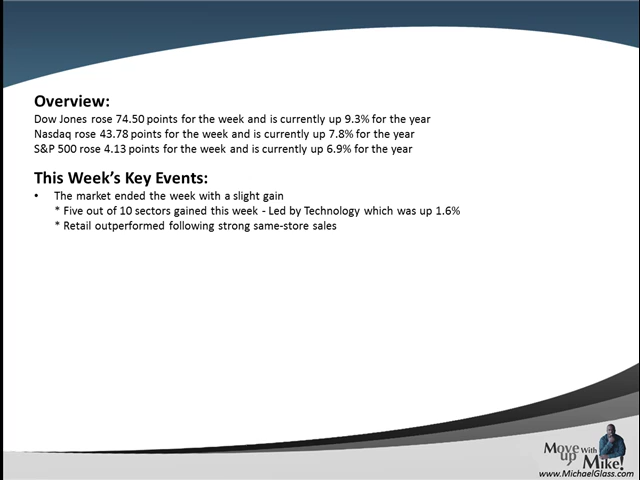 Overview:
Dow Jones rose 74.50 points for the week and is currently up 9.3% for the year
Nasdaq rose 43.78 points for the week and is currently up 7.8% for the year
S&P 500 rose 4.13 points for the week and is currently up 6.9% for the year
This Week's Key Events:
• The market ended the week with a slight gain
* Five out of 10 sectors gained this week - Led by Technology which was up 1.6%
* Retail outperformed following strong same-store sales
Move up With Mike!
www.MichaelGlass.com